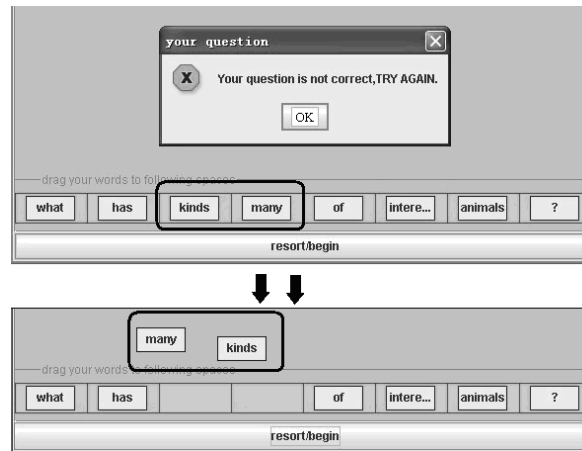 your question
X
Your question is not correct,TRY AGAIN.
OK
drag your words to following spaces
what has kinds many of intere... animals ?
resort/begin
many
kinds
drag your words to following spaces
what has of intere... animals ?
resort/begin